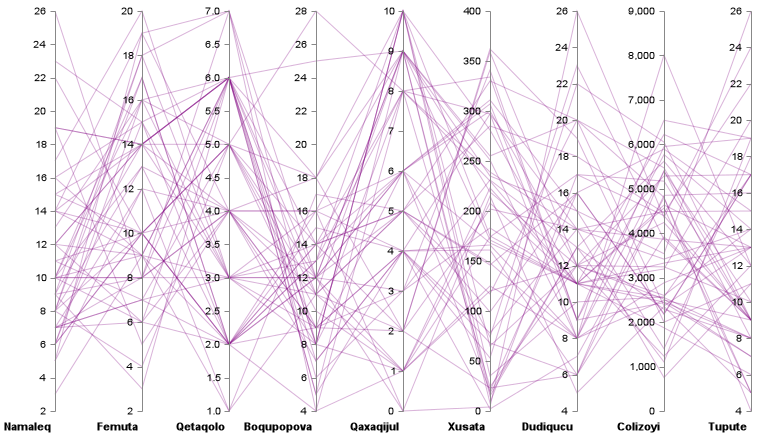 26 20 7.0 28 10 400 26 9,000 26
24 18 6.5 26 9 350 24 8,000 24
22 16 6.0 24 8 300 22 7,000 22
20 14 5.5 22 7 250 20 6,000 20
18 12 5.0 20 6 200 18 5,000 18
16 10 4.5 18 5 150 16 4,000 16
14 8 4.0 16 4 100 14 3,000 14
12 6 3.5 14 3 50 12 2,000 12
10 4 3.0 12 2 0 10 1,000 10
8 2 2.5 10 1 8 0 8
6 2.0 8 0 6 6
4 1.5 6 4 4
2 1.0 4
Namaleq Femuta Qetaqolo Boqupopova Qaxaqijul Xusata Dudiqucu Colizoyi Tupute